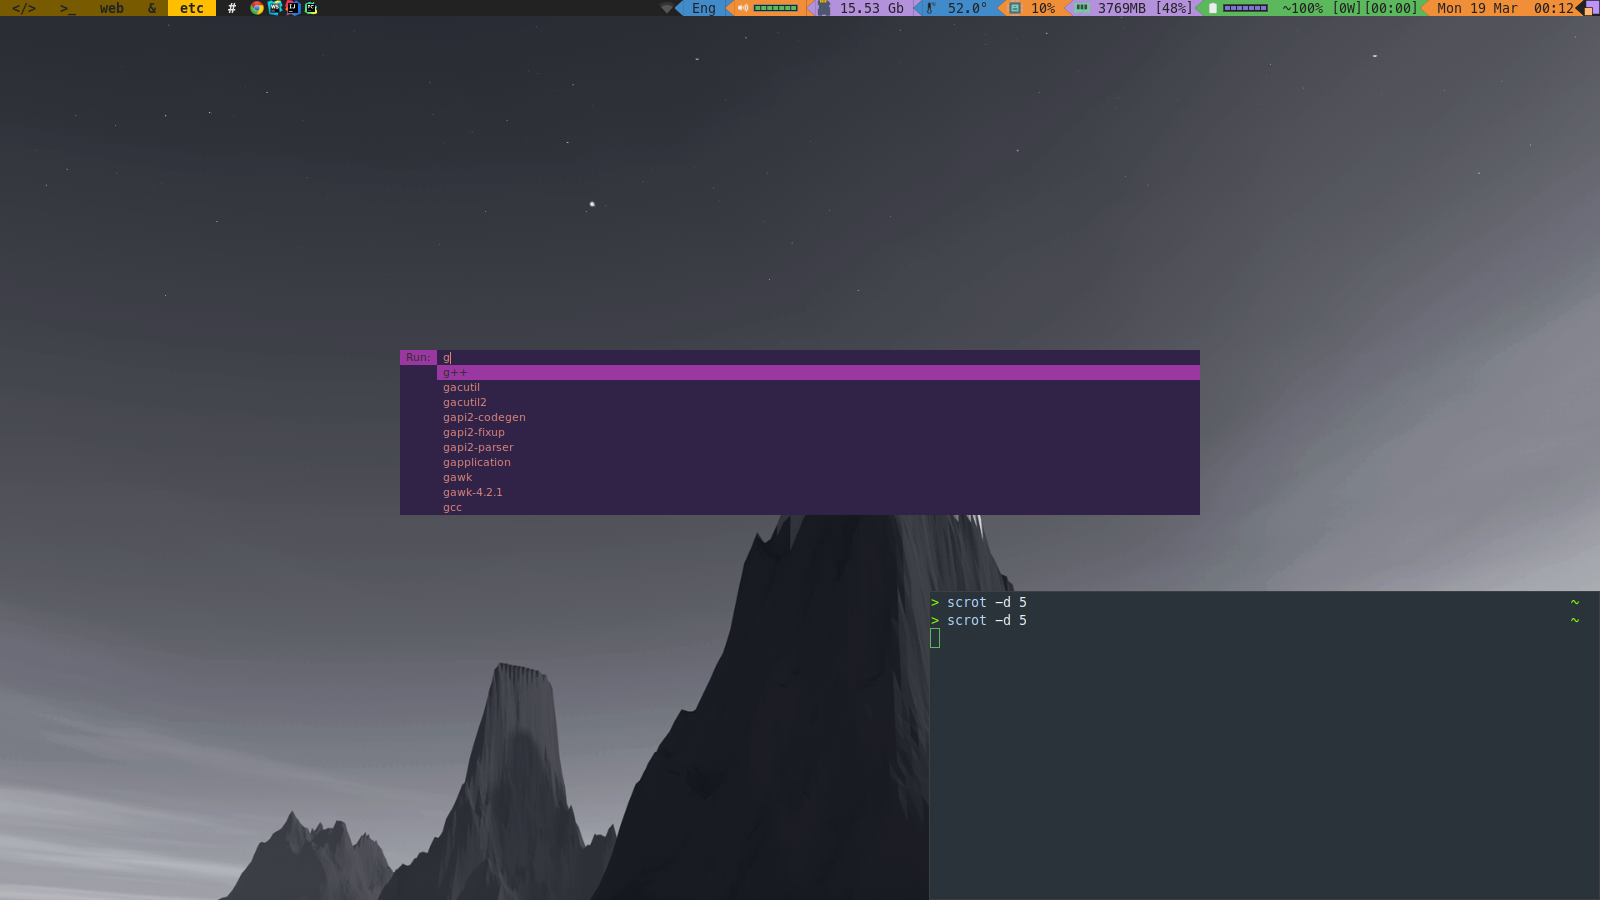 </> >_ web & etc # Eng 15.53 Gb 52.0° 10% 3769MB [48%] ~100% [0W][00:00] Mon 19 Mar 00:12
Run: g
g++
gacutil
gacutil2
gapi2-codegen
gapi2-fixup
gapi2-parser
gapplication
gawk
gawk-4.2.1
gcc
> scrot -d 5 ~
> scrot -d 5 ~